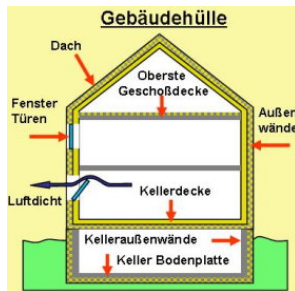 Gebäudehülle
Dach
Oberste
Geschoßdecke
Fenster
Türen
Außen
wände
Luftdicht
Kellerdecke
Kelleraußenwände
Keller Bodenplatte